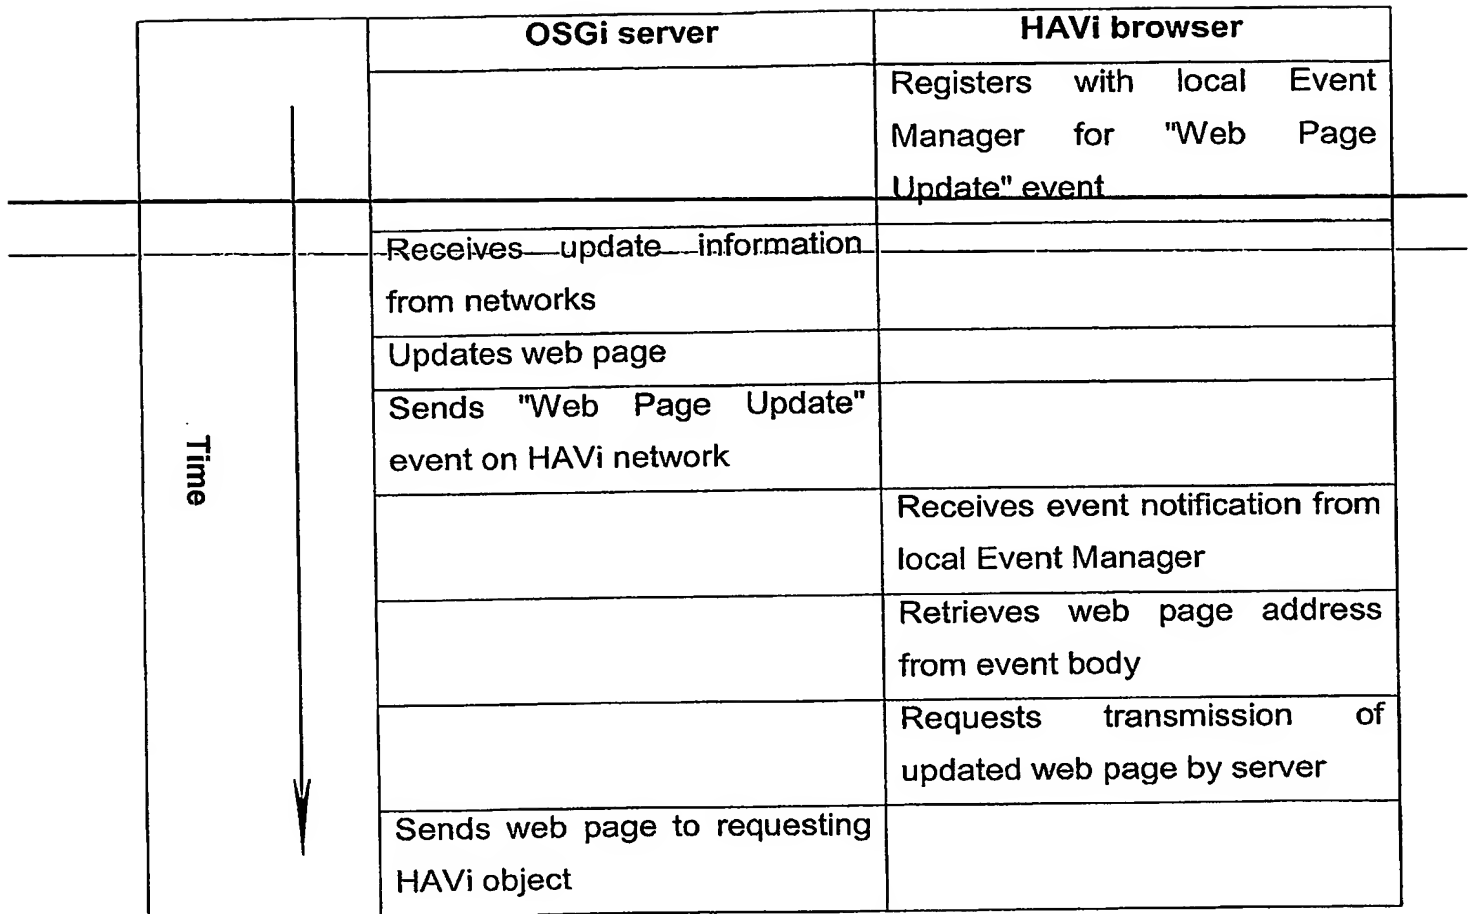 OSGi server
HAVi browser
Registers with local Event
Manager for "Web Page
Update" event
Receives update information
from networks
Updates web page
Sends "Web Page Update"
event on HAVi network
Time
Receives event notification from
local Event Manager
Retrieves web page address
from event body
Requests transmission of
updated web page by server
Sends web page to requesting
HAVi object